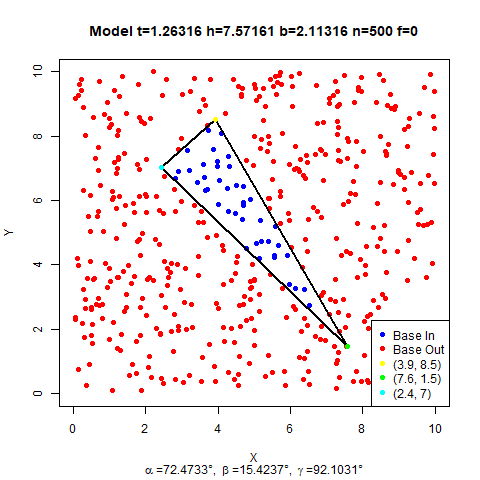 Model t=1.26316 h=7.57161 b=2.11316 n=500 f=0
10
8
6
4
2
0
Y
Base In
Base Out
(3.9, 8.5)
(7.6, 1.5)
(2.4, 7)
0 2 4 6 8 10
X
α=72.4733°, β=15.4237°, γ=92.1031°